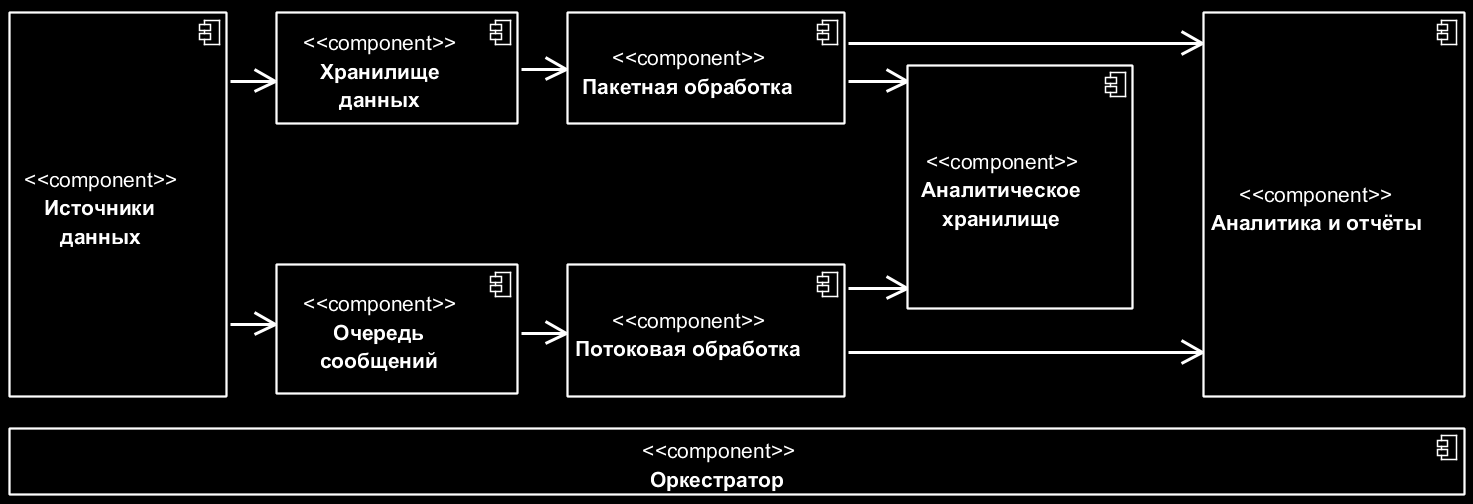 <<component>>
Источники
данных
<<component>>
Хранилище
данных
<<component>>
Пакетная обработка
<<component>>
Очередь
сообщений
<<component>>
Потоковая обработка
<<component>>
Аналитическое
хранилище
<<component>>
Аналитика и отчёты
<<component>>
Оркестратор